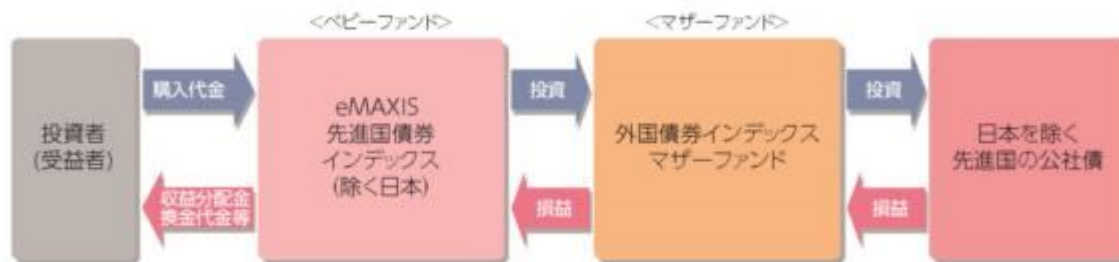 <ベビーファンド>
<マザーファンド>
投資者
(受益者)
購入代金
収益分配金
換金代金等
eMAXIS
先進国債券
インデックス
(除く日本)
投資
損益
外国債券インデックス
マザーファンド
投資
損益
日本を除く
先進国の公社債